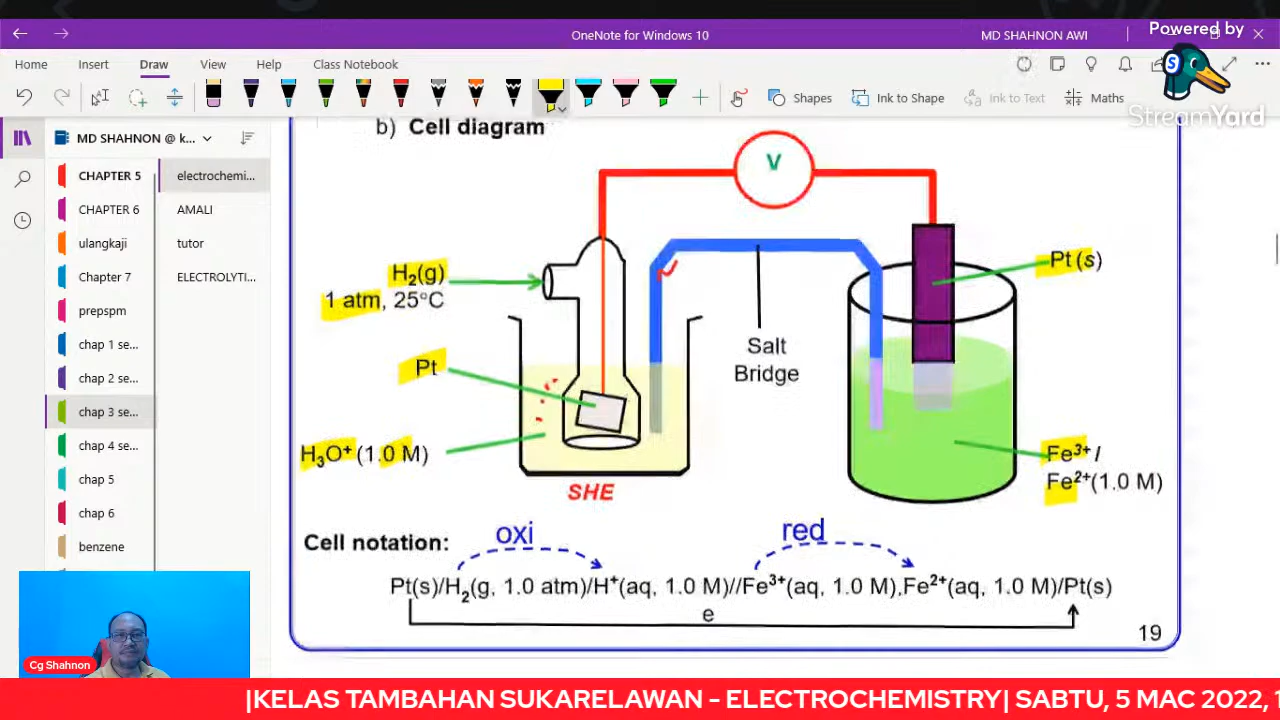 OneNote for Windows 10
MD SHAHNON AWI
Powered by
StreamYard
Home Insert Draw View Help Class Notebook
Shapes Ink to Shape Ink to Text Maths
MD SHAHNON @ k...
CHAPTER 5
CHAPTER 6
ulangkaji
Chapter 7
prepspm
chap 1 se...
chap 2 se...
chap 3 se...
chap 4 se...
chap 5
chap 6
benzene
electrochemi...
AMALI
tutor
ELECTROLYTI...
b) Cell diagram
V
H₂(g)
1 atm, 25°C
Pt
H₃O⁺ (1.0 M)
SHE
Salt
Bridge
Pt (s)
Fe³⁺ /
Fe²⁺(1.0 M)
oxi
red
Cell notation:
Pt(s)/H₂(g, 1.0 atm)/H⁺(aq, 1.0 M)//Fe³⁺(aq, 1.0 M),Fe²⁺(aq, 1.0 M)/Pt(s)
e
19
Cg Shahnon
|KELAS TAMBAHAN SUKARELAWAN - ELECTROCHEMISTRY| SABTU, 5 MAC 2022, 1